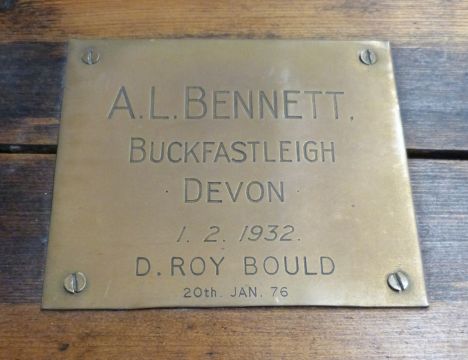 A.L. BENNETT,
BUCKFASTLEIGH
· DEVON ·
1. 2. 1932.
D. ROY BOULD
20th. JAN. 76